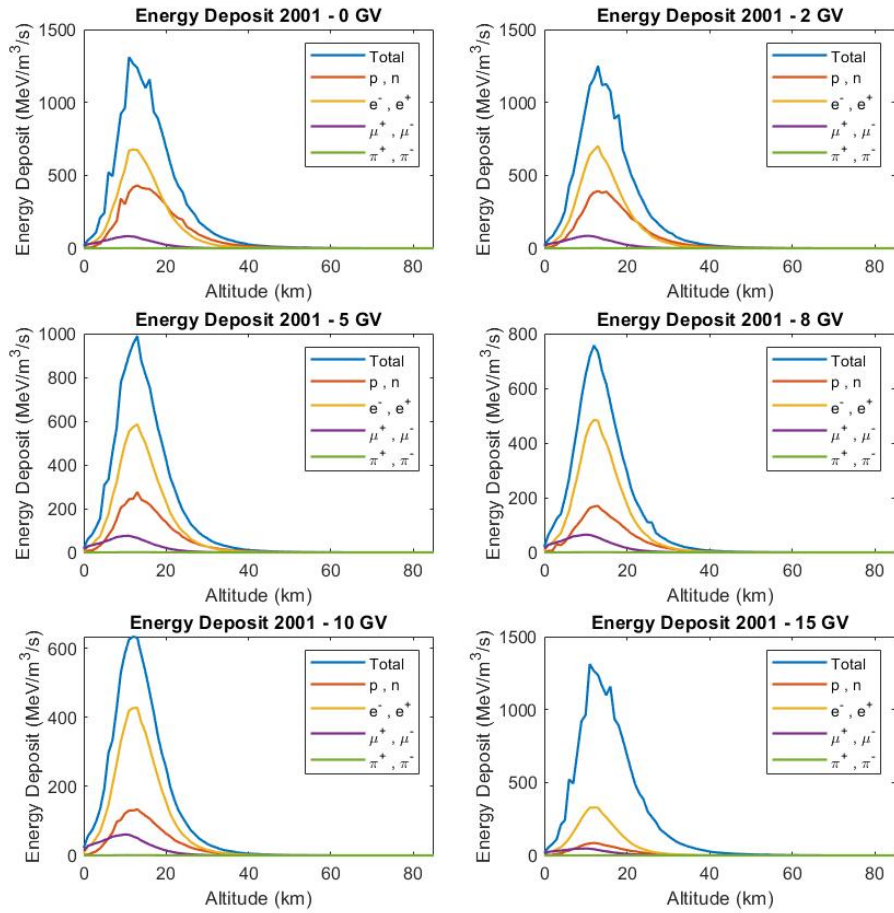 Energy Deposit 2001 - 0 GV
Energy Deposit (MeV/m³/s)
1500
1000
500
0
0 20 40 60 80
Altitude (km)
Total
p , n
e⁻ , e⁺
μ⁺ , μ⁻
π⁺ , π⁻
Energy Deposit 2001 - 2 GV
Energy Deposit (MeV/m³/s)
1500
1000
500
0
0 20 40 60 80
Altitude (km)
Total
p , n
e⁻ , e⁺
μ⁺ , μ⁻
π⁺ , π⁻
Energy Deposit 2001 - 5 GV
Energy Deposit (MeV/m³/s)
1000
800
600
400
200
0
0 20 40 60 80
Altitude (km)
Total
p , n
e⁻ , e⁺
μ⁺ , μ⁻
π⁺ , π⁻
Energy Deposit 2001 - 8 GV
Energy Deposit (MeV/m³/s)
800
600
400
200
0
0 20 40 60 80
Altitude (km)
Total
p , n
e⁻ , e⁺
μ⁺ , μ⁻
π⁺ , π⁻
Energy Deposit 2001 - 10 GV
Energy Deposit (MeV/m³/s)
600
400
200
0
0 20 40 60 80
Altitude (km)
Total
p , n
e⁻ , e⁺
μ⁺ , μ⁻
π⁺ , π⁻
Energy Deposit 2001 - 15 GV
Energy Deposit (MeV/m³/s)
1500
1000
500
0
0 20 40 60 80
Altitude (km)
Total
p , n
e⁻ , e⁺
μ⁺ , μ⁻
π⁺ , π⁻